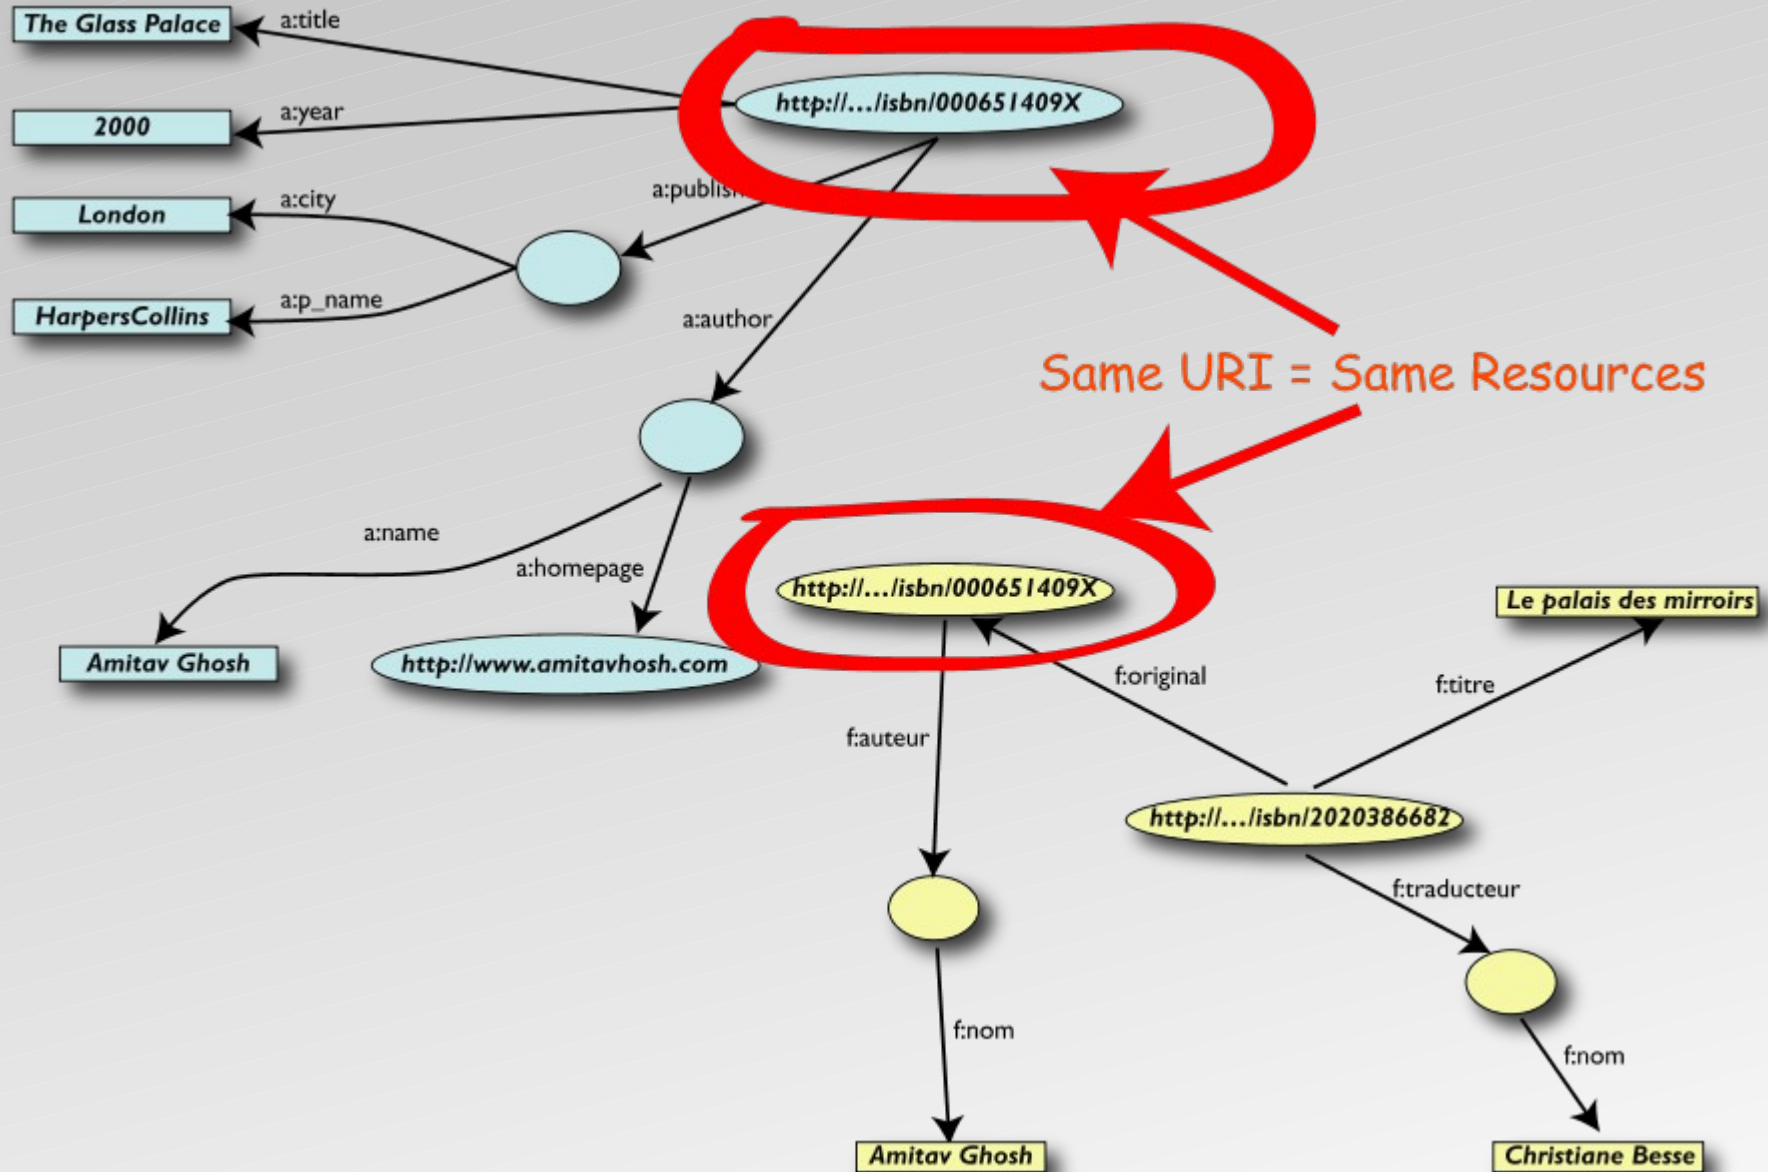 The Glass Palace
a:title
http://…/isbn/000651409X
2000
a:year
London
a:city
HarpersCollins
a:p_name
a:author
Same URI = Same Resources
a:name
a:homepage
http://…/isbn/000651409X
Le palais des mirroirs
Amitav Ghosh
http://www.amitavhosh.com
f:original
f:titre
f:auteur
http://…/isbn/2020386682
f:traducteur
f:nom
f:nom
Amitav Ghosh
Christiane Besse